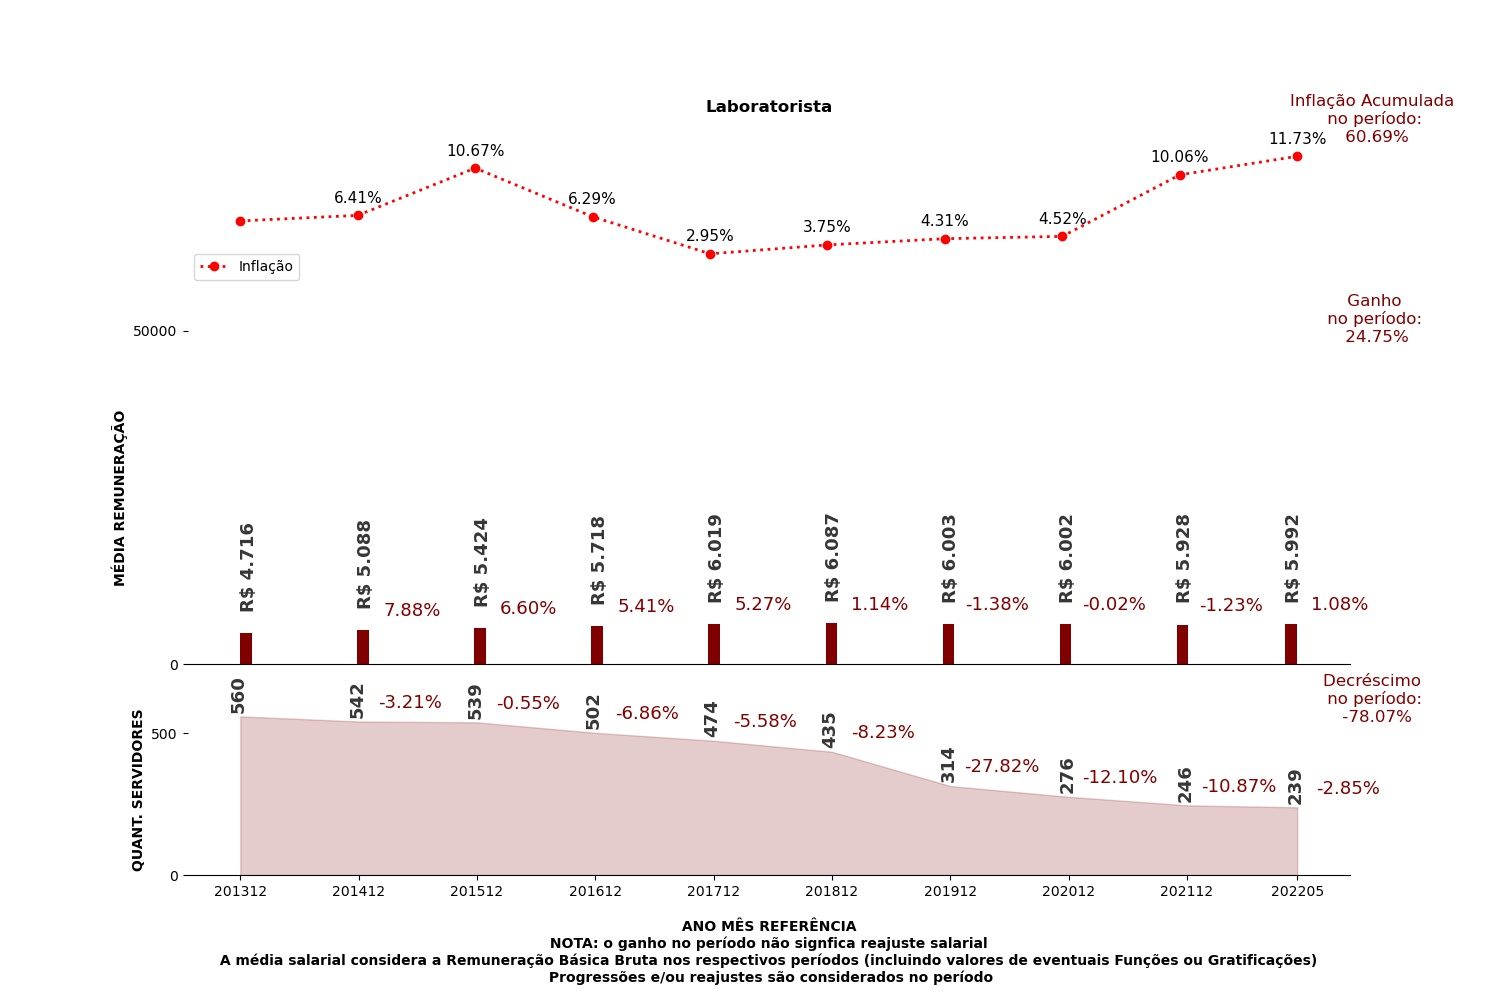 Laboratorista
Inflação Acumulada
no período:
60.69%
6.41%
10.67%
6.29%
2.95%
3.75%
4.31%
4.52%
10.06%
11.73%
Inflação
Ganho
no período:
24.75%
50000
0
MÉDIA REMUNERAÇÃO
R$ 4.716
R$ 5.088
R$ 5.424
R$ 5.718
R$ 6.019
R$ 6.087
R$ 6.003
R$ 6.002
R$ 5.928
R$ 5.992
7.88%
6.60%
5.41%
5.27%
1.14%
-1.38%
-0.02%
-1.23%
1.08%
Decréscimo
no período:
-78.07%
500
0
QUANT. SERVIDORES
560
542
539
502
474
435
314
276
246
239
-3.21%
-0.55%
-6.86%
-5.58%
-8.23%
-27.82%
-12.10%
-10.87%
-2.85%
201312
201412
201512
201612
201712
201812
201912
202012
202112
202205
ANO MÊS REFERÊNCIA
NOTA: o ganho no período não signfica reajuste salarial
A média salarial considera a Remuneração Básica Bruta nos respectivos períodos (incluindo valores de eventuais Funções ou Gratificações)
Progressões e/ou reajustes são considerados no período